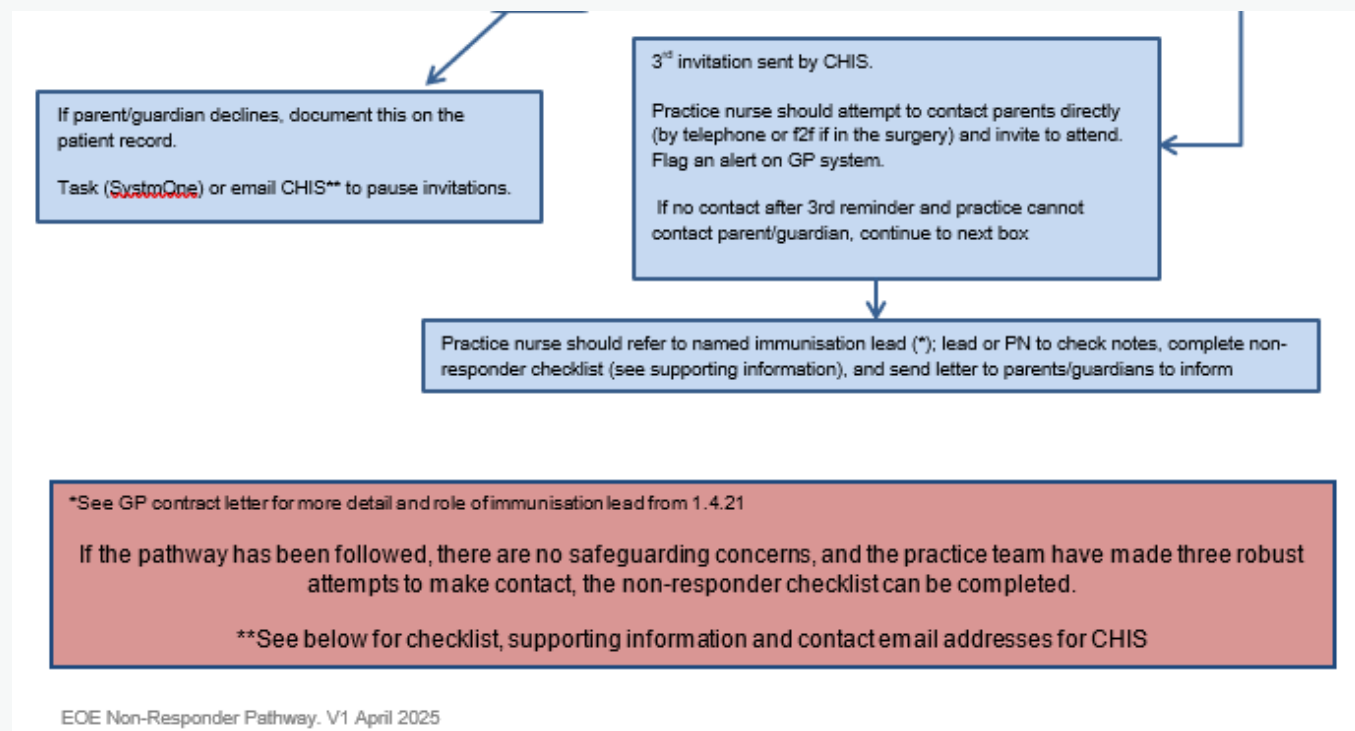 If parent/guardian declines, document this on the
patient record.
Task (SystmOne) or email CHIS** to pause invitations.
3rd invitation sent by CHIS.
Practice nurse should attempt to contact parents directly
(by telephone or f2f if in the surgery) and invite to attend.
Flag an alert on GP system.
If no contact after 3rd reminder and practice cannot
contact parent/guardian, continue to next box
Practice nurse should refer to named immunisation lead (*); lead or PN to check notes, complete non-
responder checklist (see supporting information), and send letter to parents/guardians to inform
*See GP contract letter for more detail and role of immunisation lead from 1.4.21
If the pathway has been followed, there are no safeguarding concerns, and the practice team have made three robust
attempts to make contact, the non-responder checklist can be completed.
**See below for checklist, supporting information and contact email addresses for CHIS
EOE Non-Responder Pathway. V1 April 2025